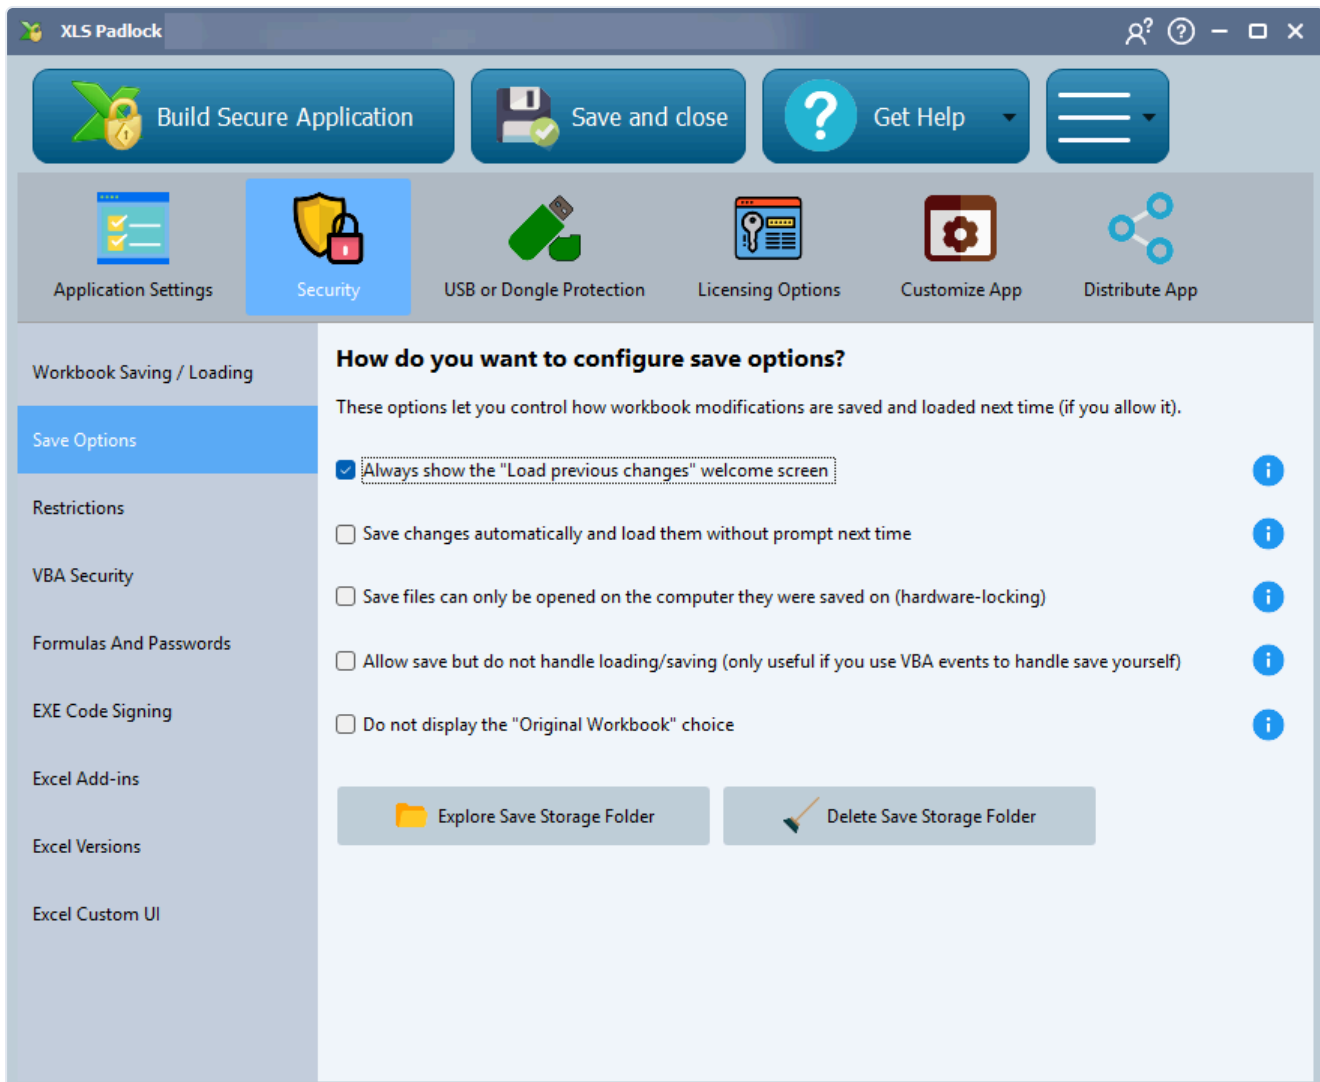 XLS Padlock
Build Secure Application
Save and close
Get Help
Application Settings
Security
USB or Dongle Protection
Licensing Options
Customize App
Distribute App
Workbook Saving / Loading
Save Options
Restrictions
VBA Security
Formulas And Passwords
EXE Code Signing
Excel Add-ins
Excel Versions
Excel Custom UI
How do you want to configure save options?
These options let you control how workbook modifications are saved and loaded next time (if you allow it).
Always show the "Load previous changes" welcome screen
Save changes automatically and load them without prompt next time
Save files can only be opened on the computer they were saved on (hardware-locking)
Allow save but do not handle loading/saving (only useful if you use VBA events to handle save yourself)
Do not display the "Original Workbook" choice
Explore Save Storage Folder
Delete Save Storage Folder